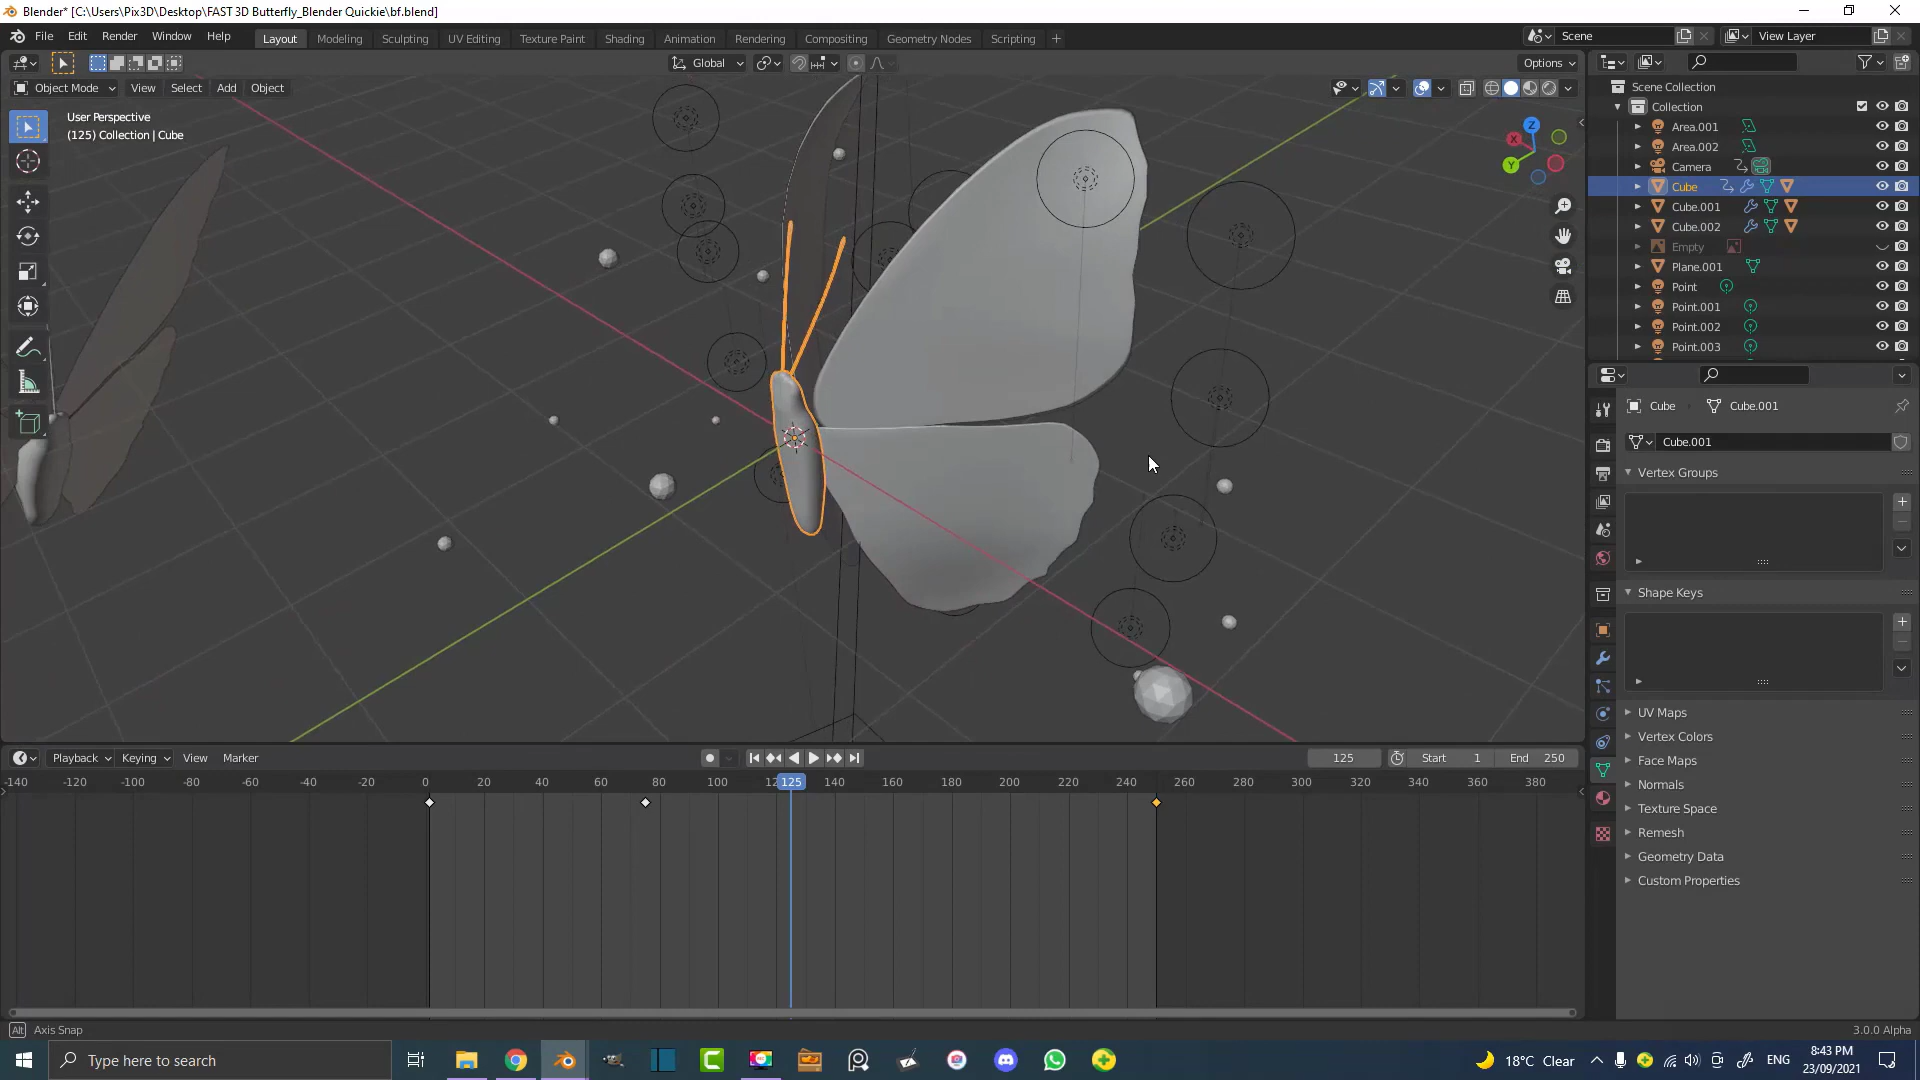 Blender* [C:\Users\Pix3D\Desktop\FAST 3D Butterfly_Blender Quickie\bf.blend]
File Edit Render Window Help Layout Modeling Sculpting UV Editing Texture Paint Shading Animation Rendering Compositing Geometry Nodes Scripting + Scene View Layer
Global Options
Object Mode View Select Add Object
User Perspective
(125) Collection | Cube
X
Y
Z
Scene Collection
Collection
Area.001
Area.002
Camera
Cube
Cube.001
Cube.002
Empty
Plane.001
Point
Point.001
Point.002
Point.003
Cube Cube.001
Cube.001
Vertex Groups
Shape Keys
UV Maps
Vertex Colors
Face Maps
Normals
Texture Space
Remesh
Geometry Data
Custom Properties
Playback Keying View Marker 125 Start 1 End 250
-140 -120 -100 -80 -60 -40 -20 0 20 40 60 80 100 125 140 160 180 200 220 240 260 280 300 320 340 360 380
Alt Axis Snap 3.0.0 Alpha
Type here to search 18°C Clear ENG 8:43 PM
23/09/2021